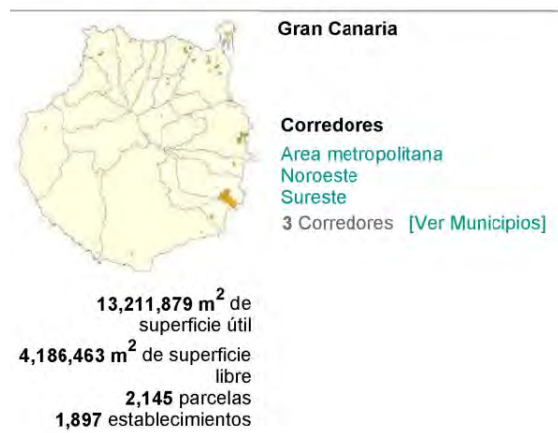 Gran Canaria
Corredores
Area metropolitana
Noroeste
Sureste
3 Corredores [Ver Municipios]
13,211,879 m² de
superficie útil
4,186,463 m² de superficie
libre
2,145 parcelas
1,897 establecimientos